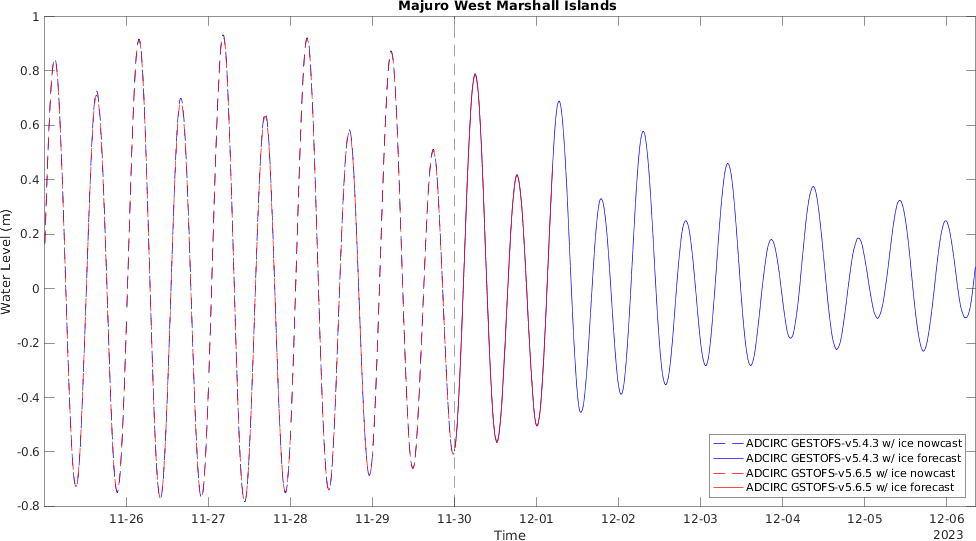 Majuro West Marshall Islands
1
0.8
0.6
0.4
0.2
0
-0.2
-0.4
-0.6
-0.8
Water Level (m)
ADCIRC GESTOFS-v5.4.3 w/ ice nowcast
ADCIRC GESTOFS-v5.4.3 w/ ice forecast
ADCIRC GSTOFS-v5.6.5 w/ ice nowcast
ADCIRC GSTOFS-v5.6.5 w/ ice forecast
11-26 11-27 11-28 11-29 11-30 12-01 12-02 12-03 12-04 12-05 12-06
Time 2023